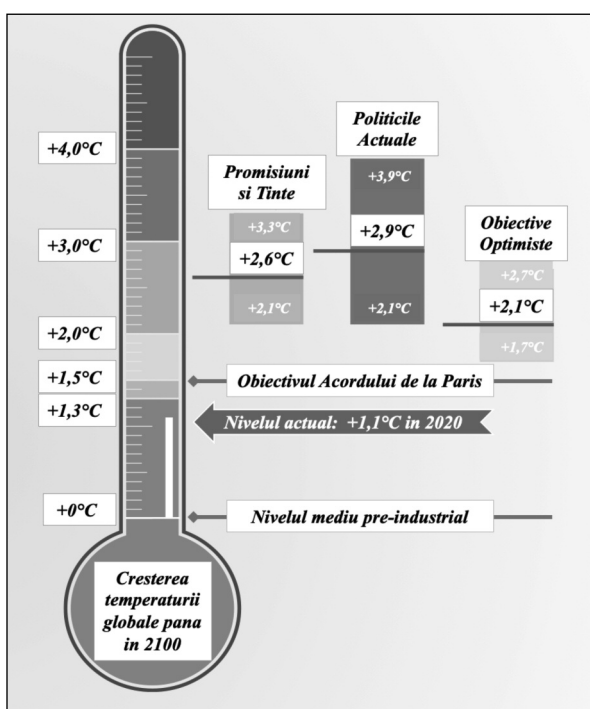 +4,0°C
+3,0°C
+2,0°C
+1,5°C
+1,3°C
+0°C
Promisiuni
si Tinte
+3,3°C
+2,6°C
+2,1°C
Politicile
Actuale
+3,9°C
+2,9°C
+2,1°C
Obiective
Optimiste
+2,7°C
+2,1°C
+1,7°C
Obiectivul Acordului de la Paris
Nivelul actual: +1,1°C in 2020
Nivelul mediu pre-industrial
Cresterea
temperaturii
globale pana
in 2100